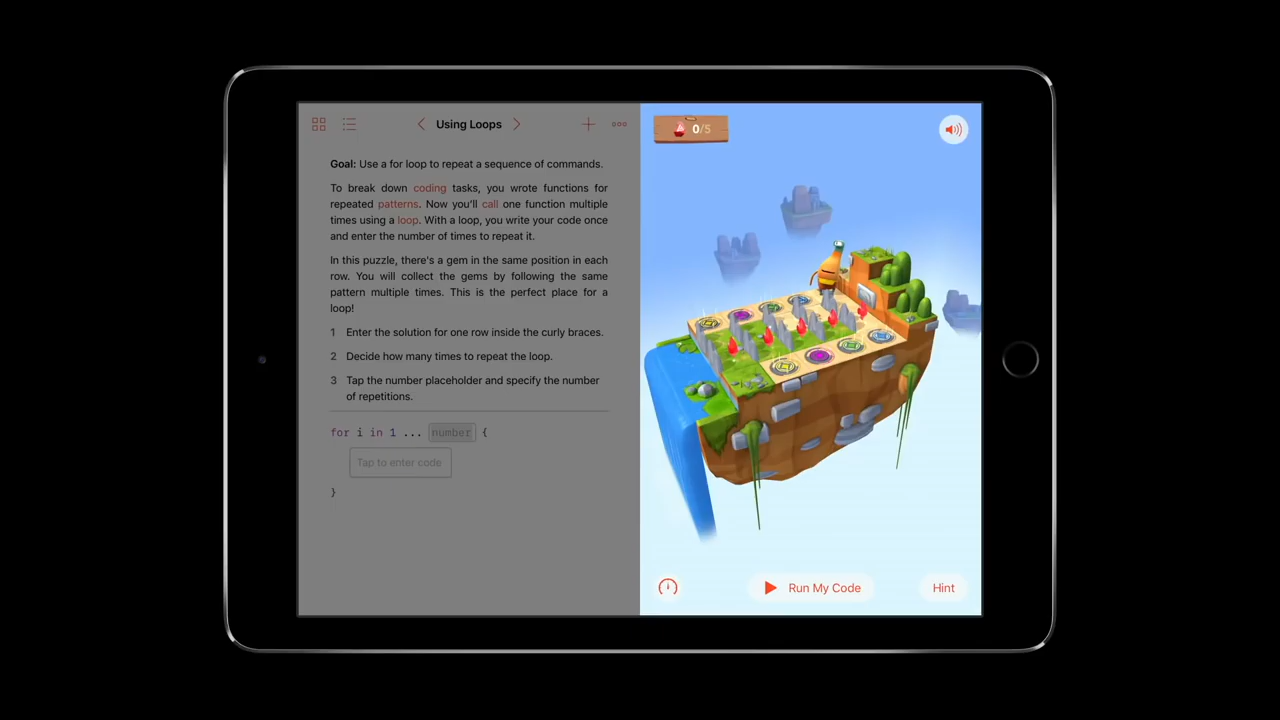 Using Loops
Goal: Use a for loop to repeat a sequence of commands.
To break down coding tasks, you wrote functions for
repeated patterns. Now you'll call one function multiple
times using a loop. With a loop, you write your code once
and enter the number of times to repeat it.
In this puzzle, there's a gem in the same position in each
row. You will collect the gems by following the same
pattern multiple times. This is the perfect place for a
loop!
1 Enter the solution for one row inside the curly braces.
2 Decide how many times to repeat the loop.
3 Tap the number placeholder and specify the number
of repetitions.
for i in 1 ... number {
Tap to enter code
}
0/5
Run My Code
Hint